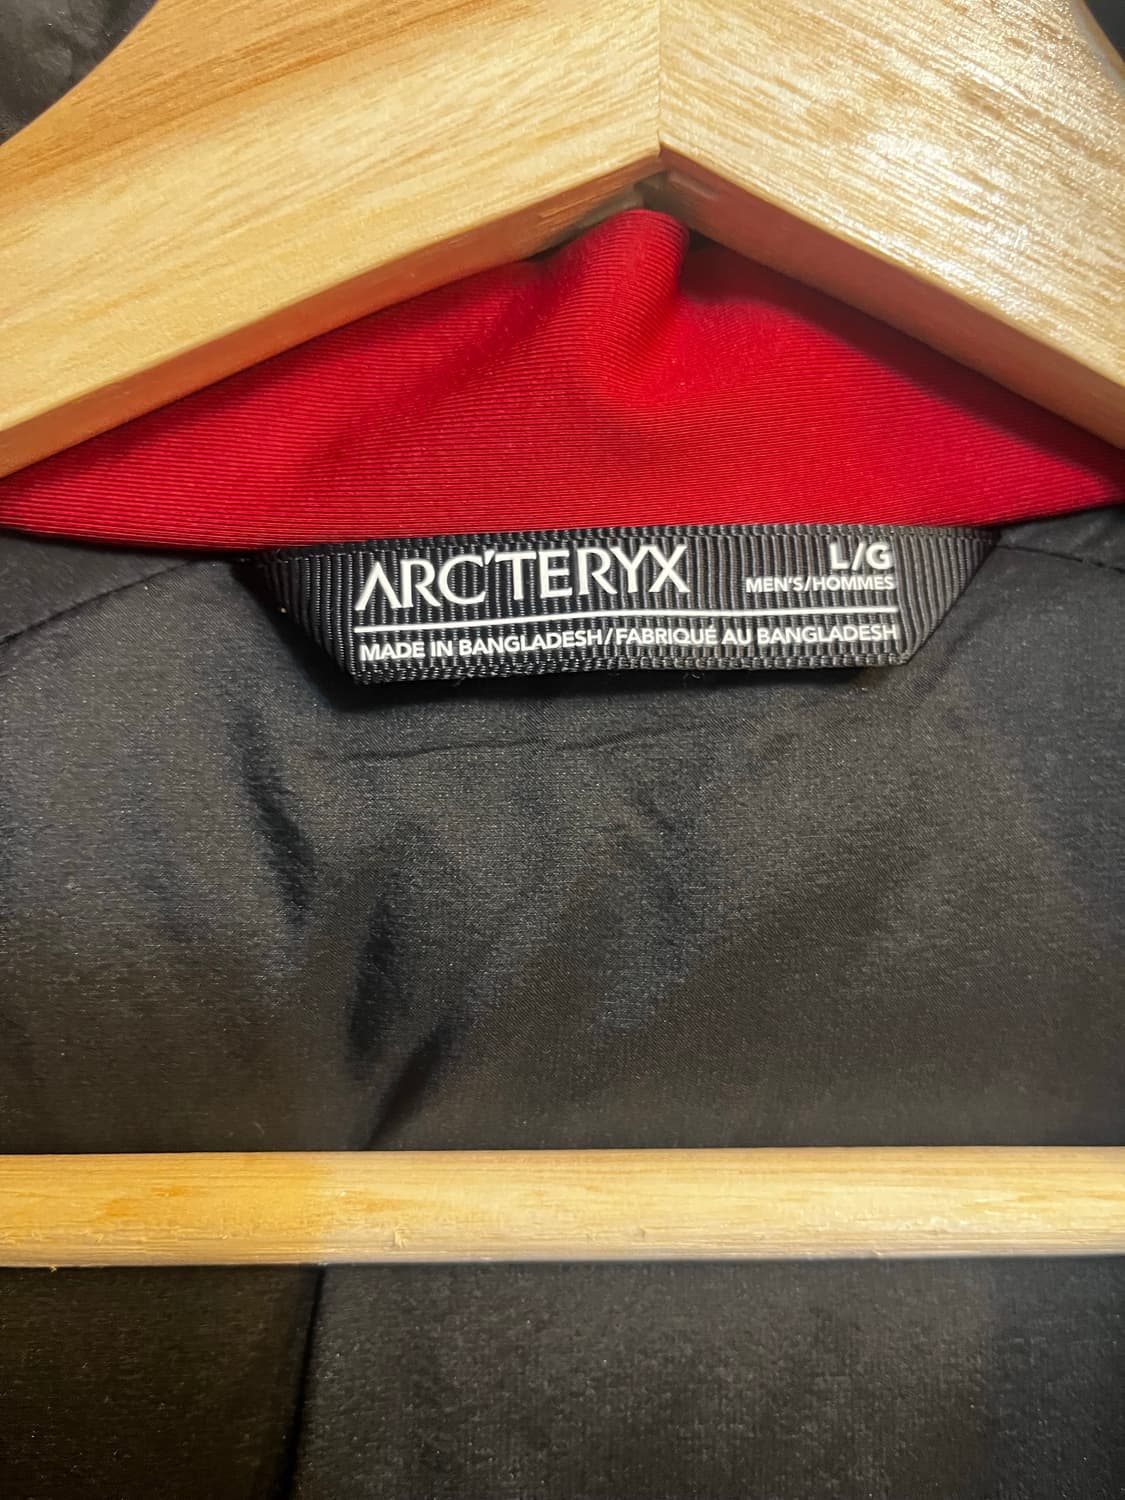 ARC'TERYX
L/G
MEN'S/HOMMES
MADE IN BANGLADESH/FABRIQUÉ AU BANGLADESH